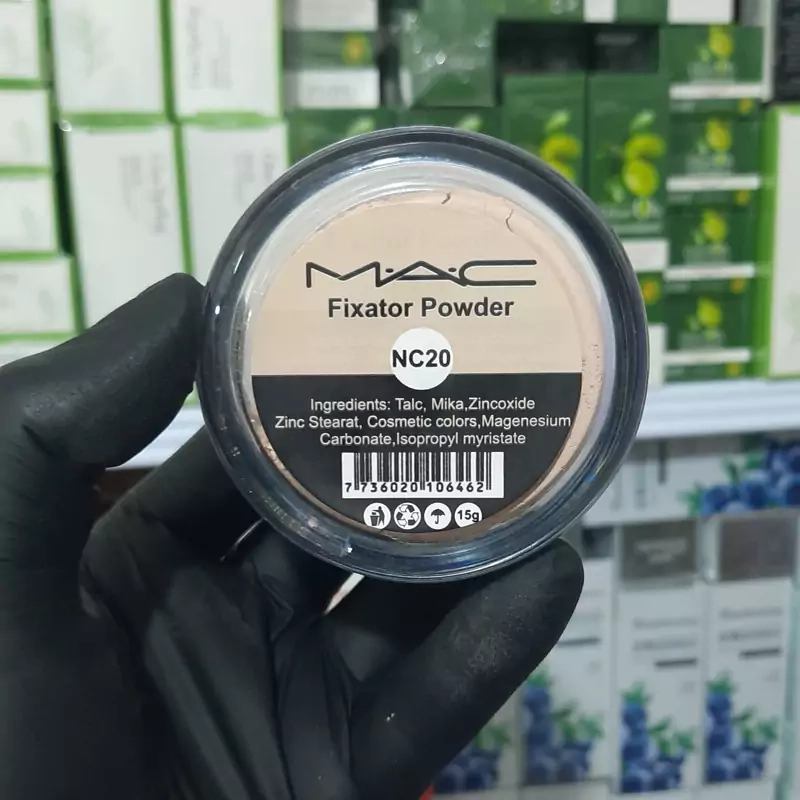 M·A·C
Fixator Powder
NC20
Ingredients: Talc, Mika,Zincoxide
Zinc Stearat, Cosmetic colors,Magenesium
Carbonate,Isopropyl myristate
7 736020 106462
15g